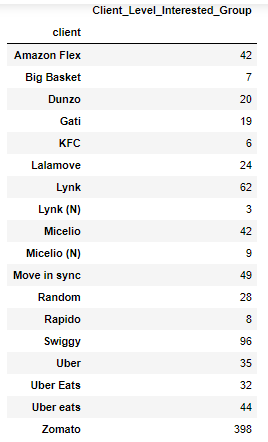 Client_Level_Interested_Group
client
Amazon Flex 42
Big Basket 7
Dunzo 20
Gati 19
KFC 6
Lalamove 24
Lynk 62
Lynk (N) 3
Micelio 42
Micelio (N) 9
Move in sync 49
Random 28
Rapido 8
Swiggy 96
Uber 35
Uber Eats 32
Uber eats 44
Zomato 398